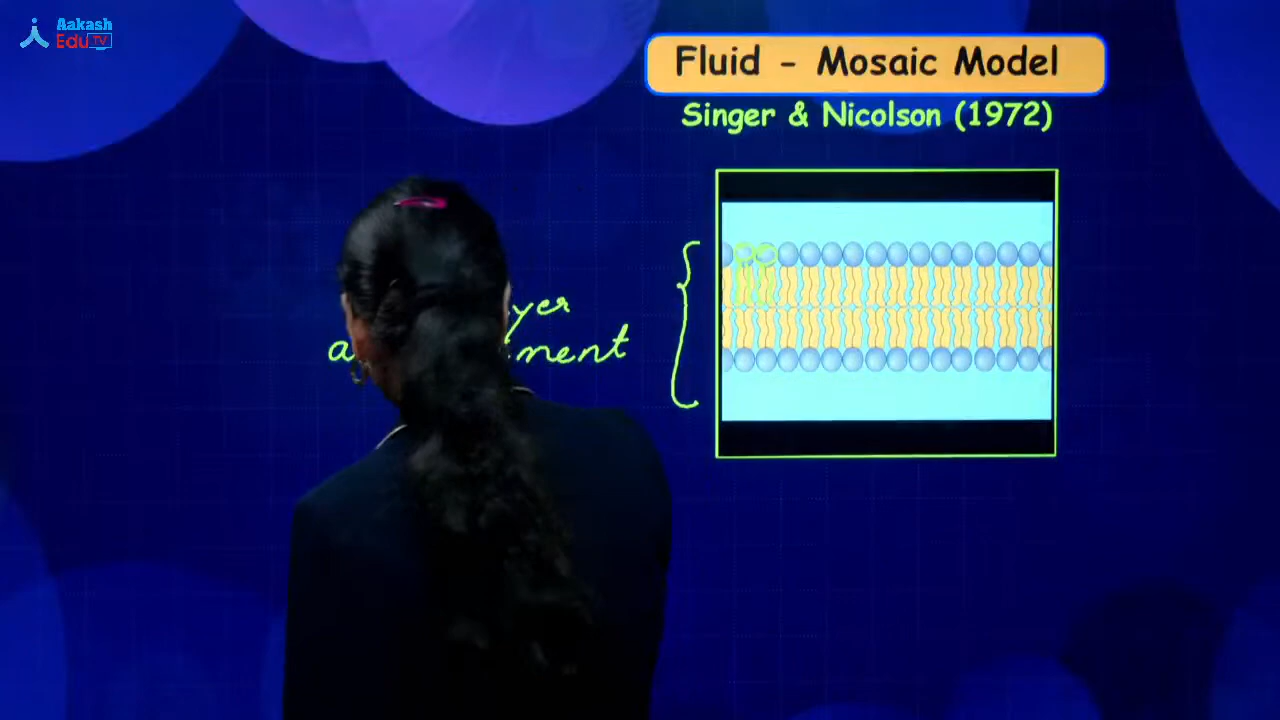 Aakash
Edu TV
Fluid - Mosaic Model
Singer & Nicolson (1972)